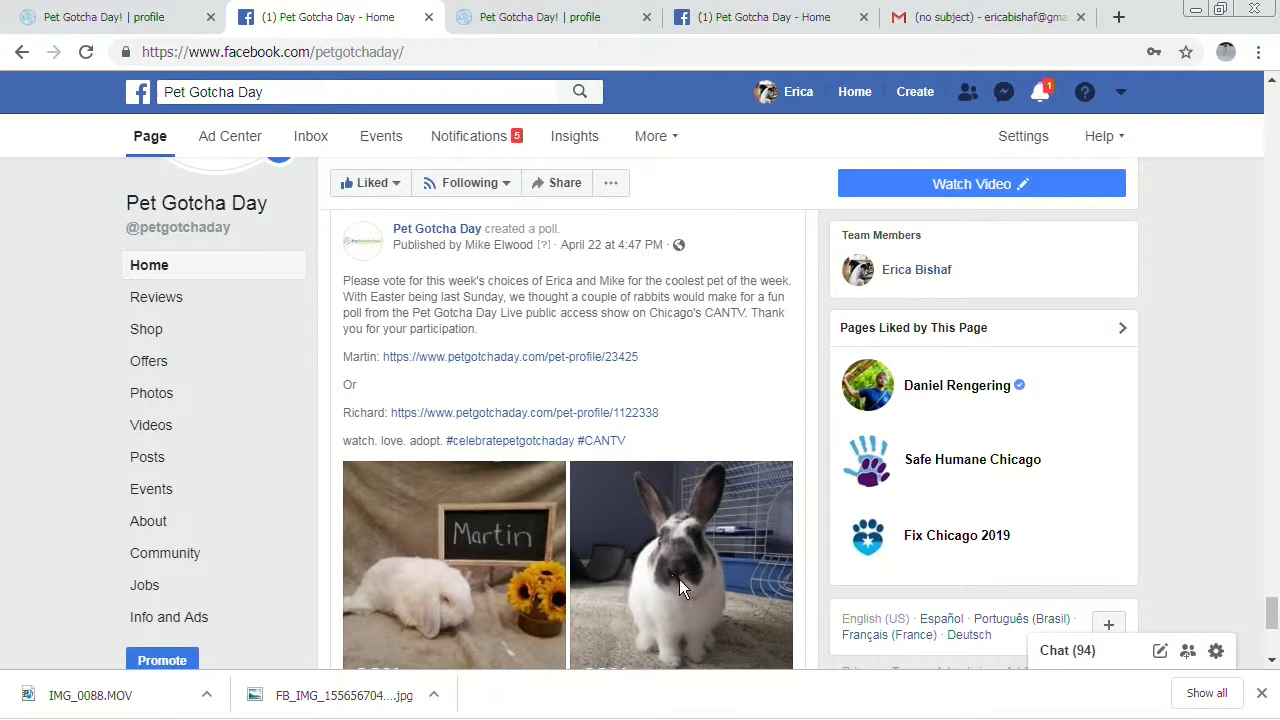 Pet Gotcha Day! | profile
(1) Pet Gotcha Day - Home
Pet Gotcha Day! | profile
(1) Pet Gotcha Day - Home
(no subject) - ericabishaf@gma
https://www.facebook.com/petgotchaday/
Pet Gotcha Day
Erica Home Create 1
Page Ad Center Inbox Events Notifications 5 Insights More Settings Help
Liked Following Share ... Watch Video
Pet Gotcha Day
@petgotchaday
Home
Reviews
Shop
Offers
Photos
Videos
Posts
Events
About
Community
Jobs
Info and Ads
Promote
Pet Gotcha Day created a poll.
Published by Mike Elwood [?] · April 22 at 4:47 PM ·
Please vote for this week's choices of Erica and Mike for the coolest pet of the week.
With Easter being last Sunday, we thought a couple of rabbits would make for a fun
poll from the Pet Gotcha Day Live public access show on Chicago's CANTV. Thank
you for your participation.
Martin: https://www.petgotchaday.com/pet-profile/23425
Or
Richard: https://www.petgotchaday.com/pet-profile/1122338
watch. love. adopt. #celebratepetgotchaday #CANTV
Martin
Team Members
Erica Bishaf
Pages Liked by This Page
Daniel Rengering
Safe Humane Chicago
Fix Chicago 2019
English (US) · Español · Português (Brasil) ·
Français (France) · Deutsch
Chat (94)
IMG_0088.MOV
FB_IMG_155656704....jpg
Show all